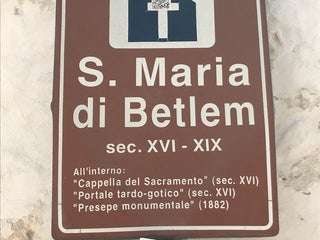 S. Maria
di Betlem
sec. XVI - XIX
All'interno:
"Cappella del Sacramento" (sec. XVI)
"Portale tardo-gotico" (sec. XVI)
"Presepe monumentale" (1882)